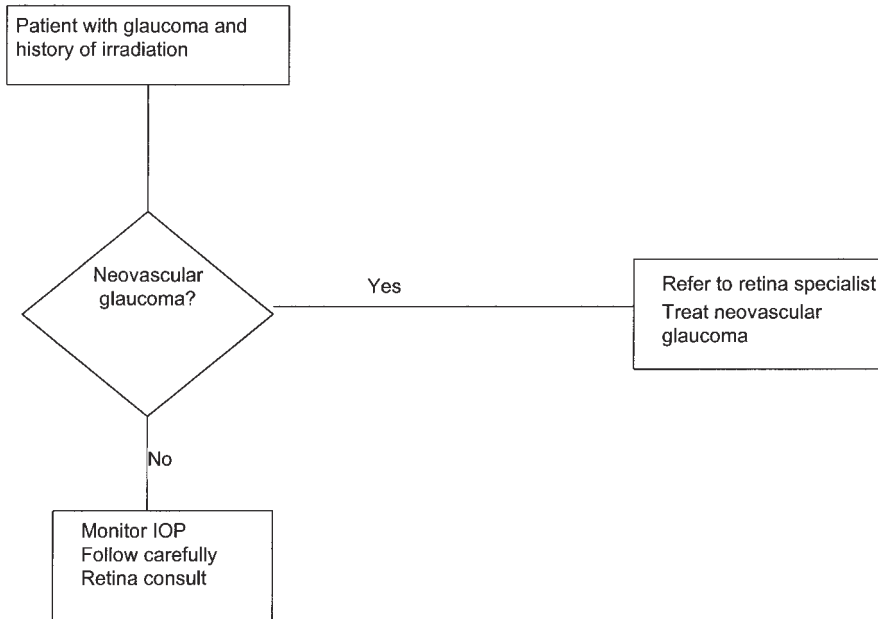 Patient with glaucoma and
history of irradiation
Neovascular
glaucoma?
Yes
Refer to retina specialist
Treat neovascular
glaucoma
No
Monitor IOP
Follow carefully
Retina consult